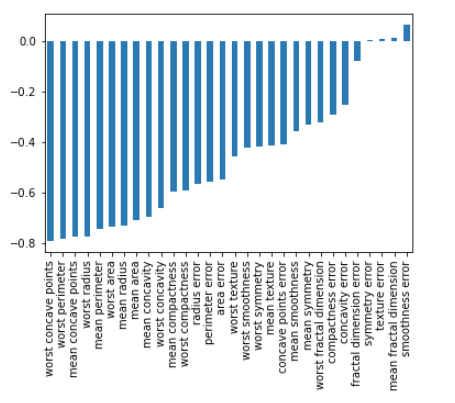 0.0
−0.2
−0.4
−0.6
−0.8
worst concave points
worst perimeter
mean concave points
worst radius
mean perimeter
worst area
mean radius
mean area
mean concavity
worst concavity
mean compactness
worst compactness
radius error
perimeter error
area error
worst texture
worst smoothness
worst symmetry
mean texture
concave points error
mean smoothness
mean symmetry
worst fractal dimension
compactness error
concavity error
fractal dimension error
symmetry error
texture error
mean fractal dimension
smoothness error